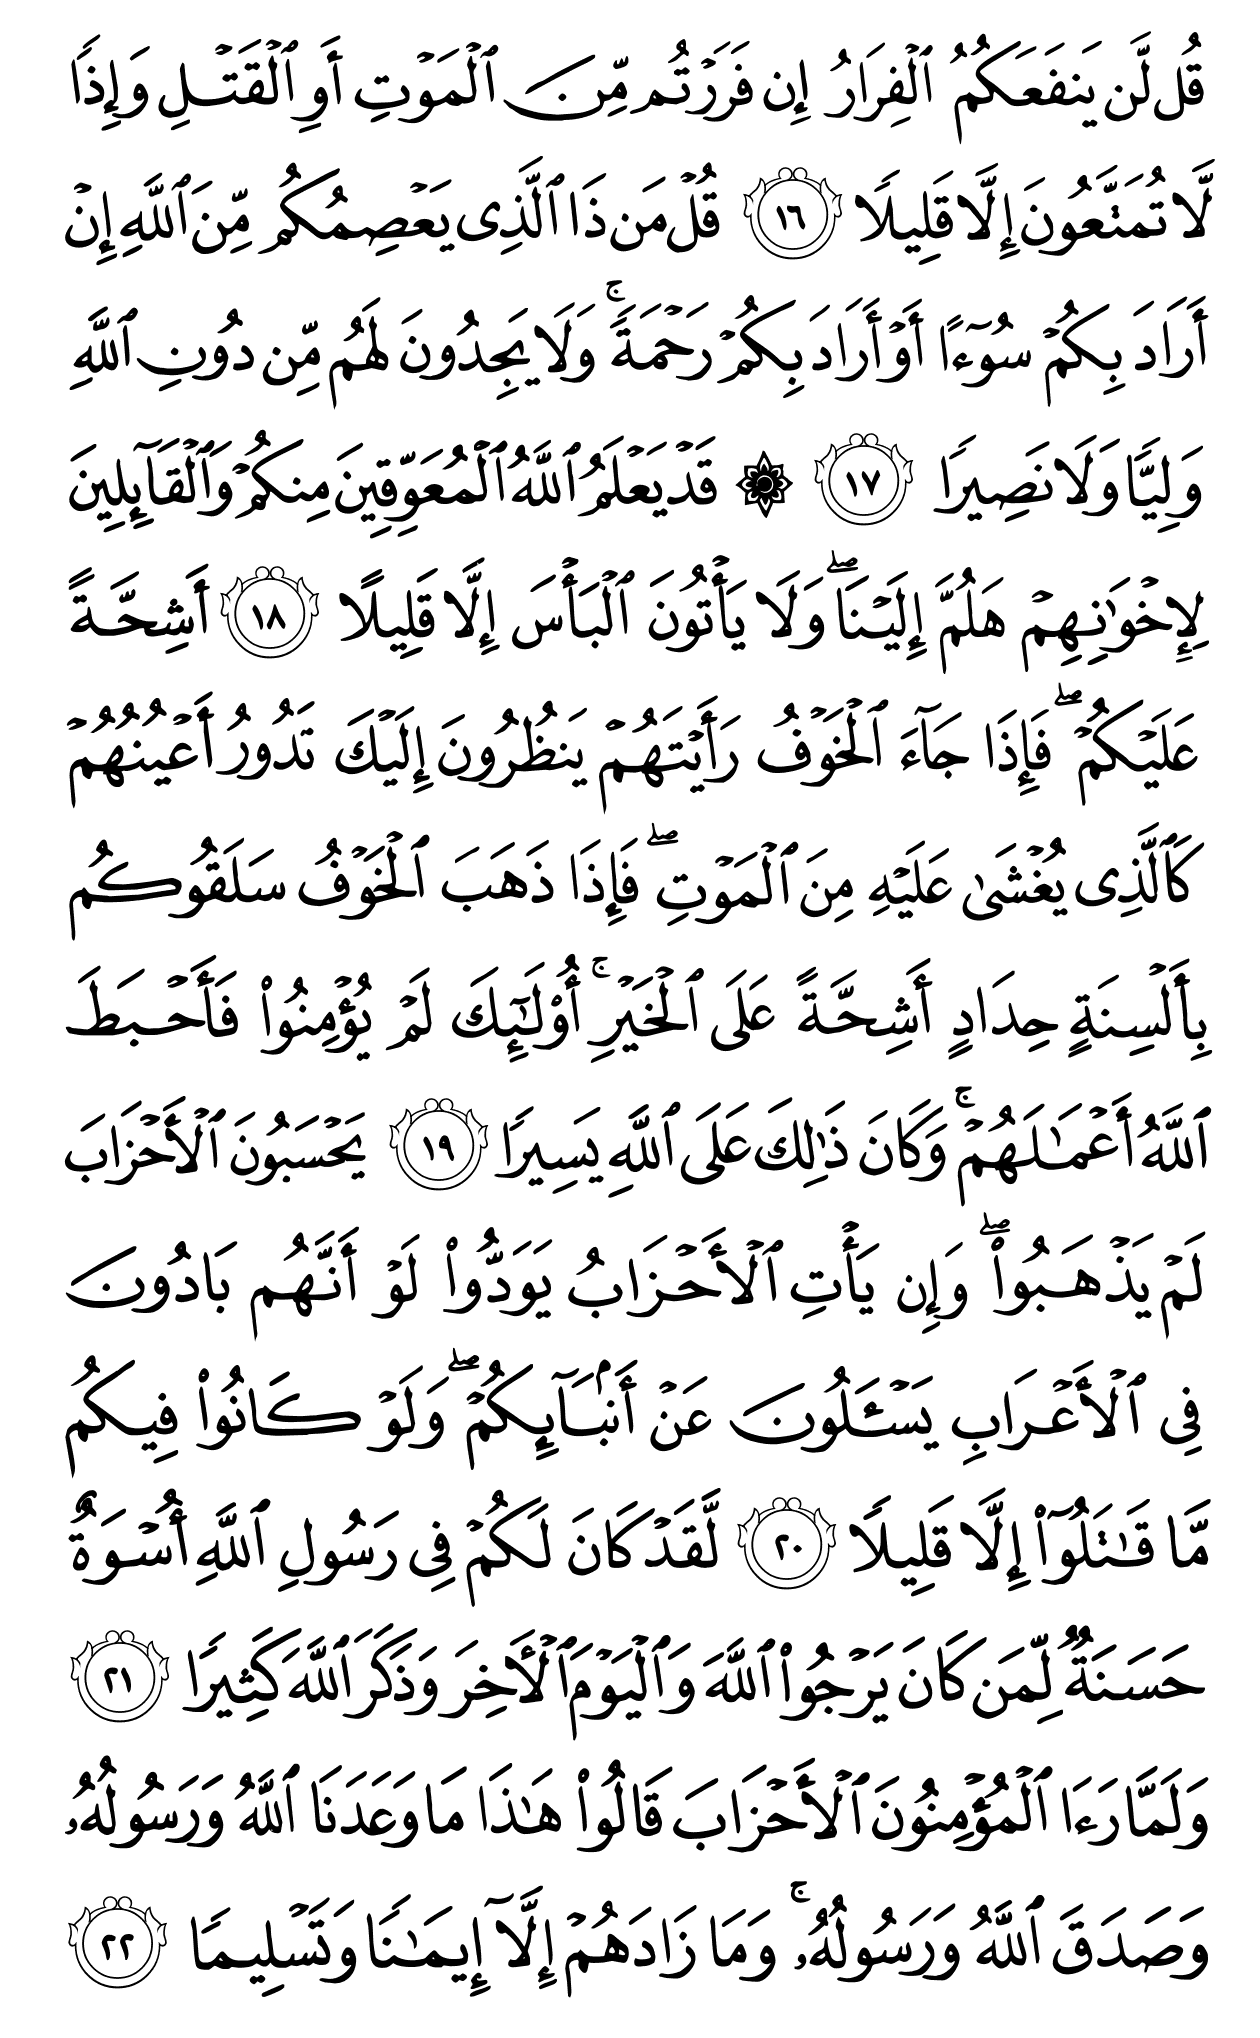 قُل لَّن يَنفَعَكُمُ ٱلْفِرَارُ إِن فَرَرْتُم مِّنَ ٱلْمَوْتِ أَوِ ٱلْقَتْلِ وَإِذًا
لَّا تُمَتَّعُونَ إِلَّا قَلِيلًا ١٦ قُلْ مَن ذَا ٱلَّذِى يَعْصِمُكُم مِّنَ ٱللَّهِ إِنْ
أَرَادَ بِكُمْ سُوٓءًا أَوْ أَرَادَ بِكُمْ رَحْمَةً ۚ وَلَا يَجِدُونَ لَهُم مِّن دُونِ ٱللَّهِ
وَلِيًّا وَلَا نَصِيرًا ١٧ ۞ قَدْ يَعْلَمُ ٱللَّهُ ٱلْمُعَوِّقِينَ مِنكُمْ وَٱلْقَآئِلِينَ
لِإِخْوَٰنِهِمْ هَلُمَّ إِلَيْنَا ۖ وَلَا يَأْتُونَ ٱلْبَأْسَ إِلَّا قَلِيلًا ١٨ أَشِحَّةً
عَلَيْكُمْ ۖ فَإِذَا جَآءَ ٱلْخَوْفُ رَأَيْتَهُمْ يَنظُرُونَ إِلَيْكَ تَدُورُ أَعْيُنُهُمْ
كَٱلَّذِى يُغْشَىٰ عَلَيْهِ مِنَ ٱلْمَوْتِ ۖ فَإِذَا ذَهَبَ ٱلْخَوْفُ سَلَقُوكُم
بِأَلْسِنَةٍ حِدَادٍ أَشِحَّةً عَلَى ٱلْخَيْرِ ۚ أُو۟لَٰٓئِكَ لَمْ يُؤْمِنُوا۟ فَأَحْبَطَ
ٱللَّهُ أَعْمَٰلَهُمْ ۚ وَكَانَ ذَٰلِكَ عَلَى ٱللَّهِ يَسِيرًا ١٩ يَحْسَبُونَ ٱلْأَحْزَابَ
لَمْ يَذْهَبُوا۟ ۖ وَإِن يَأْتِ ٱلْأَحْزَابُ يَوَدُّوا۟ لَوْ أَنَّهُم بَادُونَ
فِى ٱلْأَعْرَابِ يَسْـَٔلُونَ عَنْ أَنۢبَآئِكُمْ ۖ وَلَوْ كَانُوا۟ فِيكُم
مَّا قَٰتَلُوٓا۟ إِلَّا قَلِيلًا ٢٠ لَّقَدْ كَانَ لَكُمْ فِى رَسُولِ ٱللَّهِ أُسْوَةٌ
حَسَنَةٌ لِّمَن كَانَ يَرْجُوا۟ ٱللَّهَ وَٱلْيَوْمَ ٱلْـَٔاخِرَ وَذَكَرَ ٱللَّهَ كَثِيرًا ٢١
وَلَمَّا رَءَا ٱلْمُؤْمِنُونَ ٱلْأَحْزَابَ قَالُوا۟ هَٰذَا مَا وَعَدَنَا ٱللَّهُ وَرَسُولُهُۥ
وَصَدَقَ ٱللَّهُ وَرَسُولُهُۥ ۚ وَمَا زَادَهُمْ إِلَّآ إِيمَٰنًا وَتَسْلِيمًا ٢٢